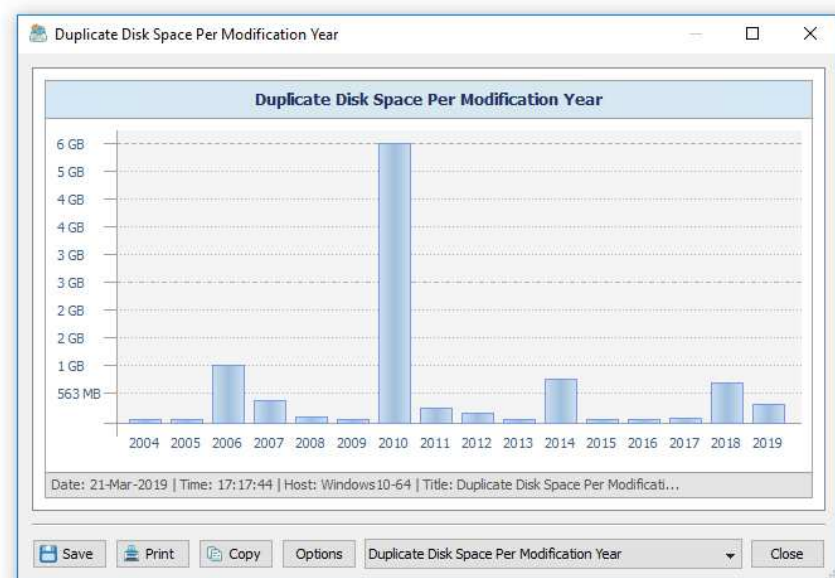 Duplicate Disk Space Per Modification Year
Duplicate Disk Space Per Modification Year
6 GB
5 GB
4 GB
4 GB
3 GB
3 GB
2 GB
2 GB
1 GB
563 MB
2004 2005 2006 2007 2008 2009 2010 2011 2012 2013 2014 2015 2016 2017 2018 2019
Date: 21-Mar-2019 | Time: 17:17:44 | Host: Windows10-64 | Title: Duplicate Disk Space Per Modificati...
Save Print Copy Options Duplicate Disk Space Per Modification Year Close